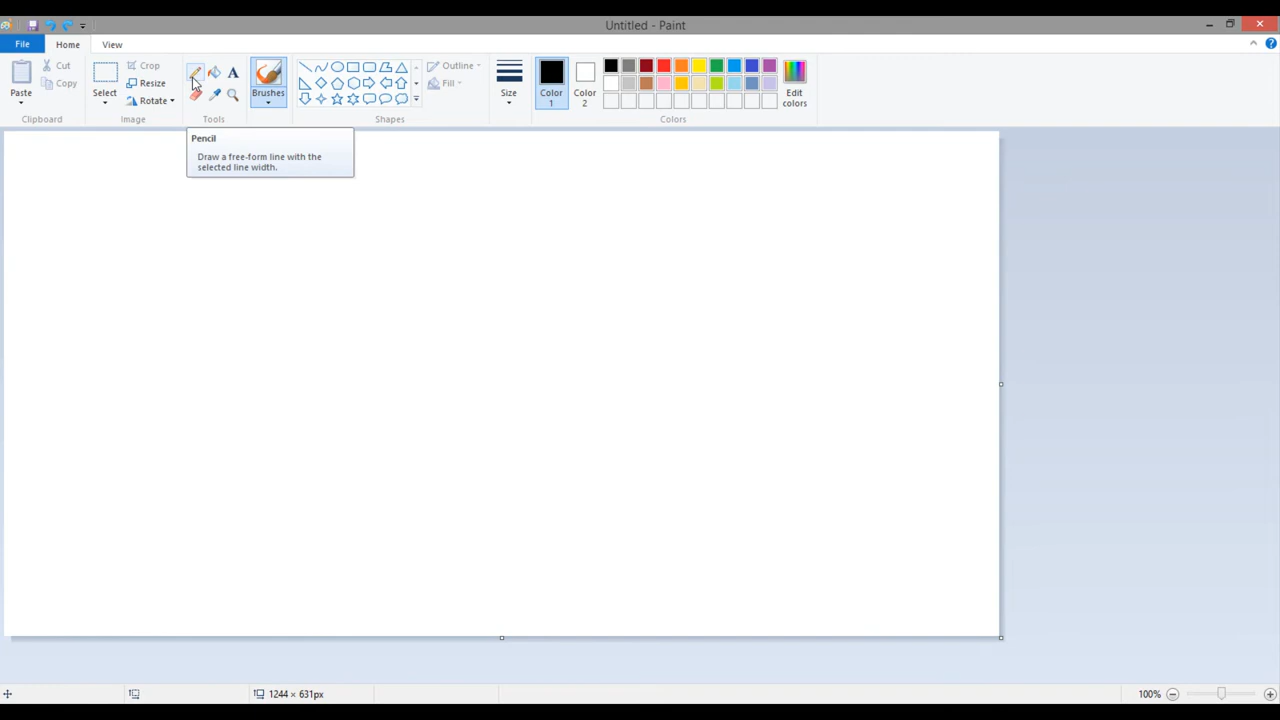 Untitled - Paint
File Home View
Paste
Cut
Copy
Clipboard
Select
Crop
Resize
Rotate
Image
A
Tools
Brushes
Shapes
Outline
Fill
Size
Color 1
Color 2
Edit colors
Colors
Pencil
Draw a free-form line with the
selected line width.
1244 × 631px
100%